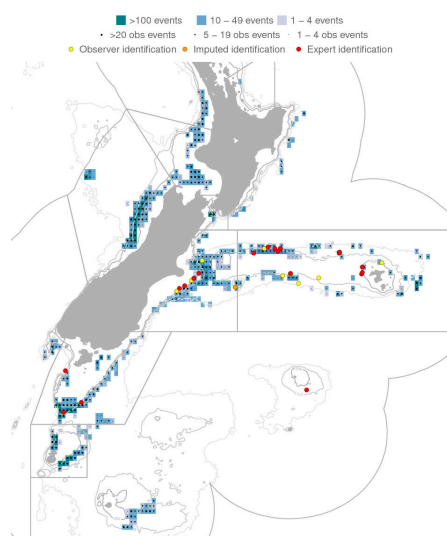 >100 events 10 – 49 events 1 – 4 events
>20 obs events 5 – 19 obs events 1 – 4 obs events
Observer identification Imputed identification Expert identification